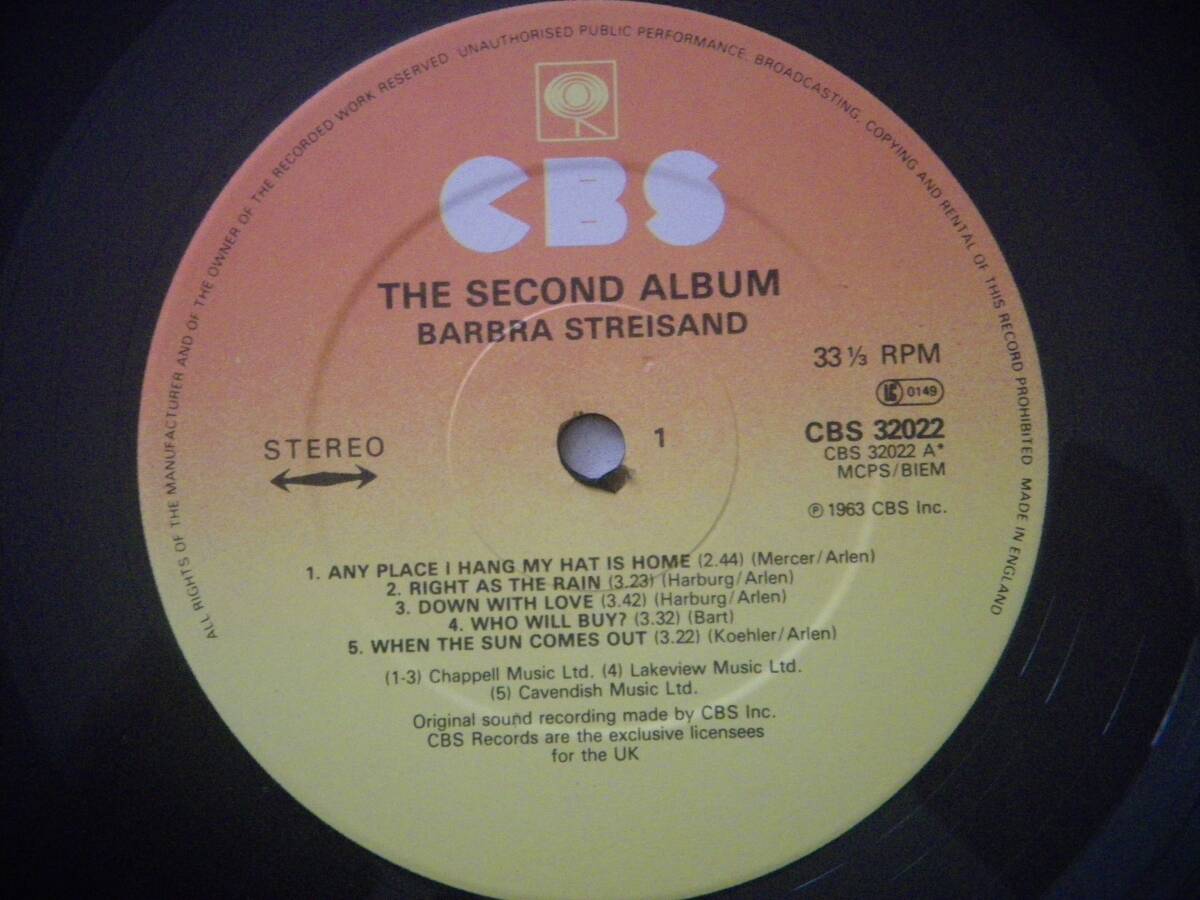 ALL RIGHTS OF THE MANUFACTURER AND OF THE OWNER OF THE RECORDED WORK RESERVED. UNAUTHORISED PUBLIC PERFORMANCE, BROADCASTING, COPYING AND RENTAL OF THIS RECORD PROHIBITED. MADE IN ENGLAND
CBS
THE SECOND ALBUM
BARBRA STREISAND
33⅓ RPM
LC 0149
STEREO
1
CBS 32022
CBS 32022 A*
MCPS/BIEM
℗ 1963 CBS Inc.
1. ANY PLACE I HANG MY HAT IS HOME (2.44) (Mercer/Arlen)
2. RIGHT AS THE RAIN (3.23) (Harburg/Arlen)
3. DOWN WITH LOVE (3.42) (Harburg/Arlen)
4. WHO WILL BUY? (3.32) (Bart)
5. WHEN THE SUN COMES OUT (3.22) (Koehler/Arlen)
(1-3) Chappell Music Ltd. (4) Lakeview Music Ltd.
(5) Cavendish Music Ltd.
Original sound recording made by CBS Inc.
CBS Records are the exclusive licensees
for the UK